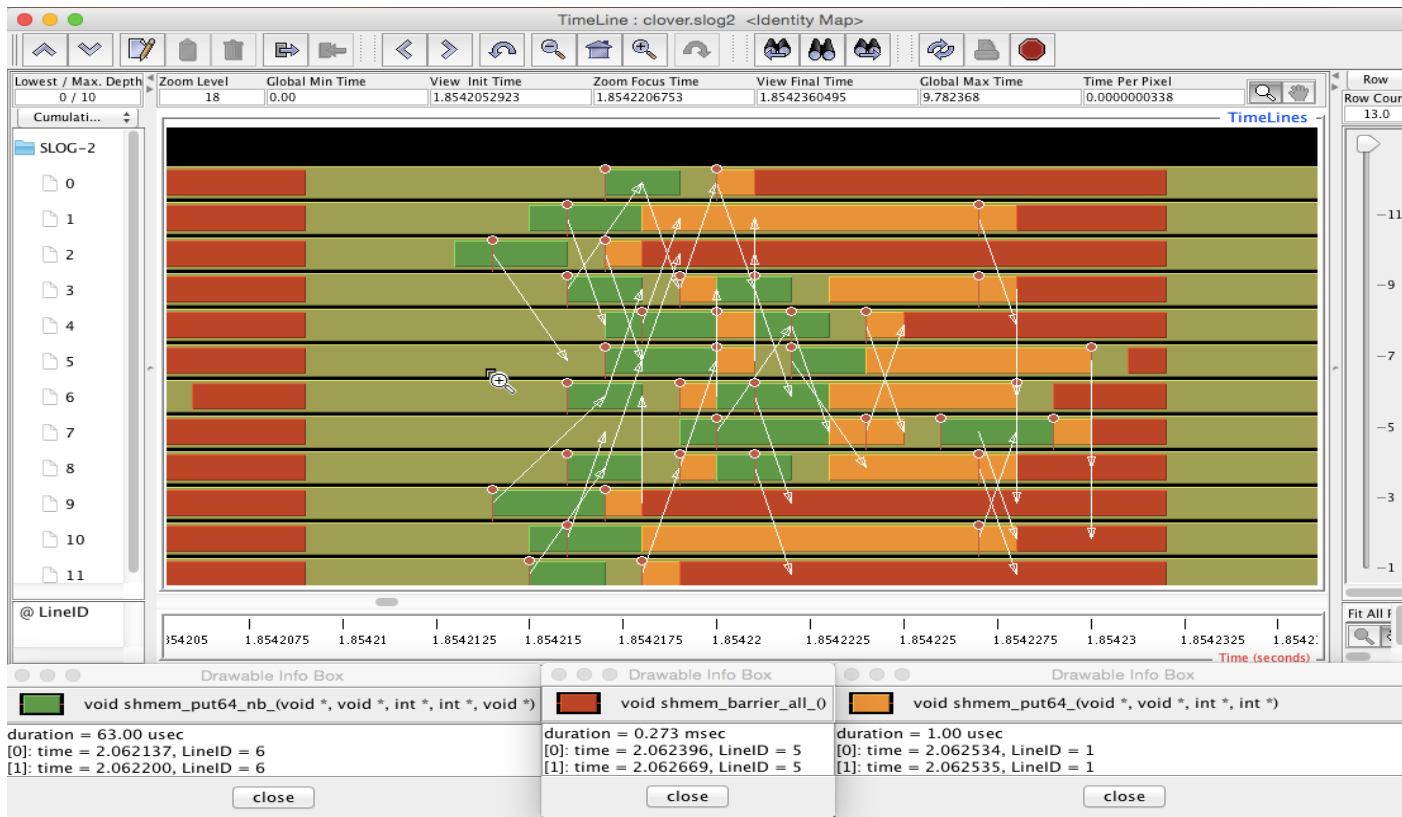 TimeLine : clover.slog2 <Identity Map>
Lowest / Max. Depth Zoom Level Global Min Time View Init Time Zoom Focus Time View Final Time Global Max Time Time Per Pixel Row
0 / 10 18 0.00 1.8542052923 1.8542206753 1.8542360495 9.782368 0.0000000338 Row Cour
13.0
Cumulati...
TimeLines
SLOG-2
0
1
2
3
4
5
6
7
8
9
10
11
11
9
7
5
3
1
@ LineID
Fit All
354205 1.8542075 1.85421 1.8542125 1.854215 1.8542175 1.85422 1.8542225 1.854225 1.8542275 1.85423 1.8542325 1.8542
Time (seconds)
Drawable Info Box
void shmem_put64_nb_(void *, void *, int *, int *, void *)
duration = 63.00 usec
[0]: time = 2.062137, LineID = 6
[1]: time = 2.062200, LineID = 6
close
Drawable Info Box
void shmem_barrier_all_()
duration = 0.273 msec
[0]: time = 2.062396, LineID = 5
[1]: time = 2.062669, LineID = 5
close
Drawable Info Box
void shmem_put64_(void *, void *, int *, int *)
duration = 1.00 usec
[0]: time = 2.062534, LineID = 1
[1]: time = 2.062535, LineID = 1
close